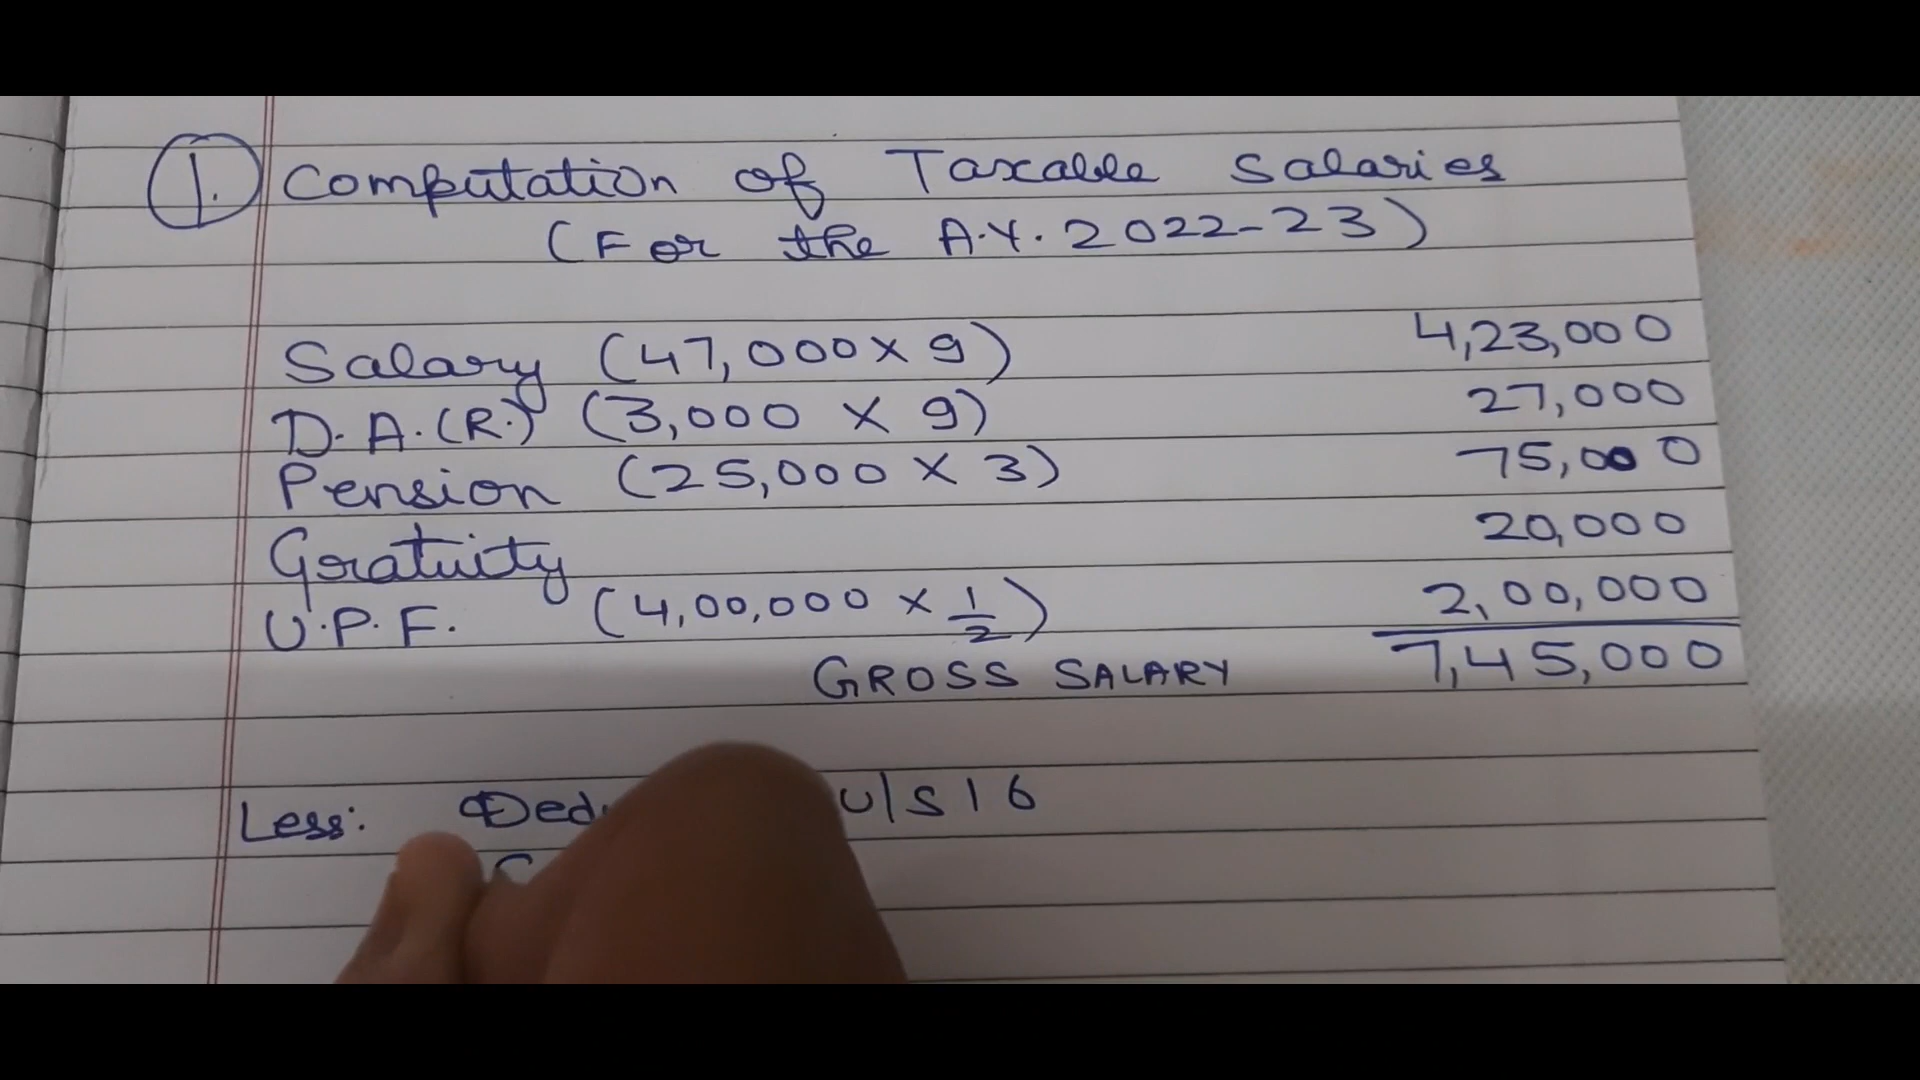 1. Computation of Taxable Salaries
(For the A.Y. 2022-23)
Salary (47,000 x 9) 4,23,000
D.A.(R.) (3,000 x 9) 27,000
Pension (25,000 x 3) 75,000
Gratuity 20,000
U.P.F. (4,00,000 x 1/2) 2,00,000
GROSS SALARY 7,45,000
Less: U/S 16